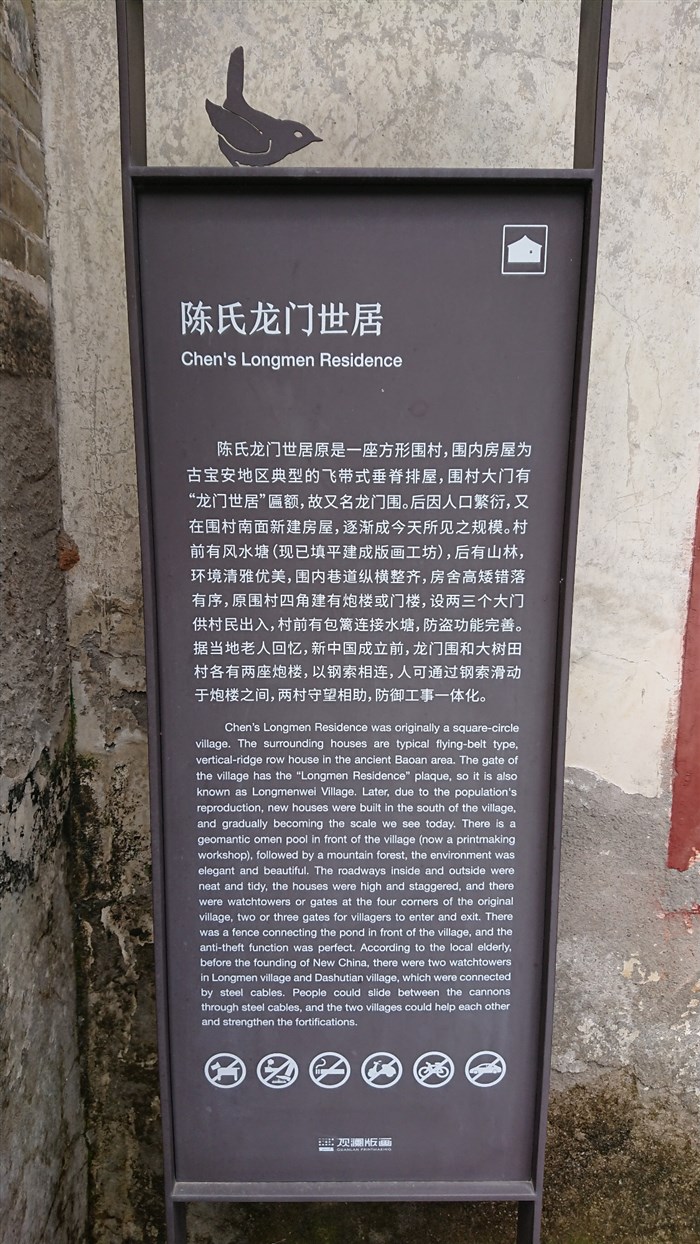 陈氏龙门世居
Chen's Longmen Residence
陈氏龙门世居原是一座方形围村，围内房屋为
古宝安地区典型的飞带式垂脊排屋，围村大门有
“龙门世居”匾额，故又名龙门围。后因人口繁衍，又
在围村南面新建房屋，逐渐成今天所见之规模。村
前有风水塘（现已填平建成版画工坊），后有山林，
环境清雅优美，围内巷道纵横整齐，房舍高矮错落
有序，原围村四角建有炮楼或门楼，设两三个大门
供村民出入，村前有包篱连接水塘，防盗功能完善。
据当地老人回忆，新中国成立前，龙门围和大树田
村各有两座炮楼，以钢索相连，人可通过钢索滑动
于炮楼之间，两村守望相助，防御工事一体化。
Chen's Longmen Residence was originally a square-circle
village. The surrounding houses are typical flying-belt type,
vertical-ridge row house in the ancient Baoan area. The gate of
the village has the “Longmen Residence” plaque, so it is also
known as Longmenwei Village. Later, due to the population's
reproduction, new houses were built in the south of the village,
and gradually becoming the scale we see today. There is a
geomantic omen pool in front of the village (now a printmaking
workshop), followed by a mountain forest, the environment was
elegant and beautiful. The roadways inside and outside were
neat and tidy, the houses were high and staggered, and there
were watchtowers or gates at the four corners of the original
village, two or three gates for villagers to enter and exit. There
was a fence connecting the pond in front of the village, and the
anti-theft function was perfect. According to the local elderly,
before the founding of New China, there were two watchtowers
in Longmen village and Dashutian village, which were connected
by steel cables. People could slide between the cannons
through steel cables, and the two villages could help each other
and strengthen the fortifications.
观澜版画
GUANLAN PRINTMAKING